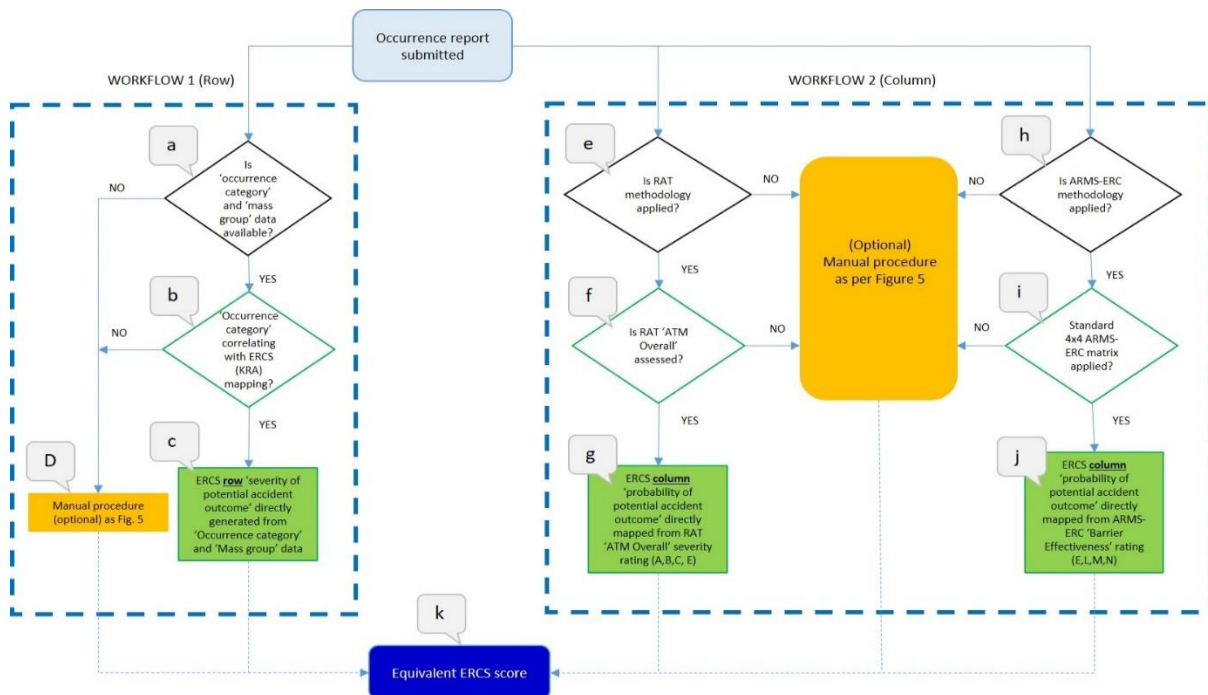 Occurrence report
submitted
WORKFLOW 1 (Row)
WORKFLOW 2 (Column)
a
Is
‘occurrence
category’
and ‘mass
group’ data
available?
NO
YES
b
‘Occurrence
category’
correlating
with ERCS
(KRA)
mapping?
NO
YES
c
ERCS row ‘severity of
potential accident
outcome’ directly
generated from
‘Occurrence category’
and ‘Mass group’ data
D
Manual procedure
(optional) as Fig. 5
e
Is RAT
methodology
applied?
NO
YES
f
Is RAT ‘ATM
Overall’
assessed?
NO
YES
g
ERCS column
‘probability of
potential accident
outcome’ directly
mapped from RAT
‘ATM Overall’ severity
rating (A,B,C, E)
(Optional)
Manual procedure
as per Figure 5
h
Is ARMS-ERC
methodology
applied?
NO
YES
i
Standard
4x4 ARMS-
ERC matrix
applied?
NO
YES
j
ERCS column
‘probability of
potential accident
outcome’ directly
mapped from ARMS-
ERC ‘Barrier
Effectiveness’ rating
(E,L,M,N)
k
Equivalent ERCS score